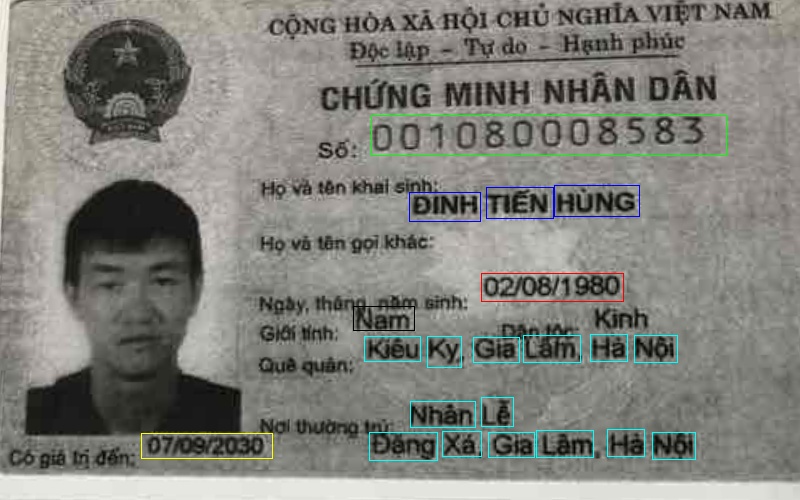 CỘNG HÒA XÃ HỘI CHỦ NGHĨA VIỆT NAM
Độc lập - Tự do - Hạnh phúc
CHỨNG MINH NHÂN DÂN
Số: 001080008583
Họ và tên khai sinh:
ĐINH TIẾN HÙNG
Họ và tên gọi khác:
Ngày, tháng, năm sinh: 02/08/1980
Giới tính: Nam Dân tộc: Kinh
Quê quán: Kiêu Kỵ, Gia Lâm, Hà Nội
Nơi thường trú: Nhân Lễ
Đặng Xá, Gia Lâm, Hà Nội
Có giá trị đến: 07/09/2030